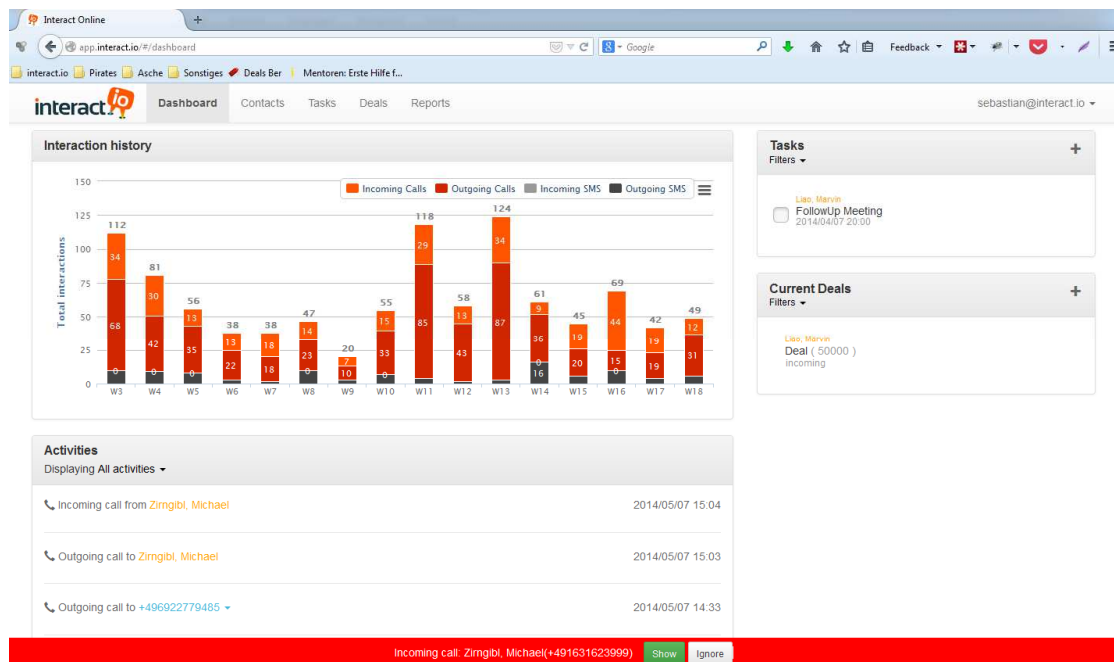 Interact Online
app.interact.io/#/dashboard
Google
Feedback
interact.io Pirates Asche Sonstiges Deals Ber Mentoren: Erste Hilfe f...
interact.io Dashboard Contacts Tasks Deals Reports sebastian@interact.io
Interaction history
Incoming Calls Outgoing Calls Incoming SMS Outgoing SMS
Total interactions
150
125
100
75
50
25
0
112
34
68
0
81
30
42
0
56
13
35
0
38
13
22
38
18
18
47
14
23
0
20
7
10
55
15
33
0
118
29
85
58
13
43
124
34
87
61
9
36
0
16
45
19
20
69
44
15
0
42
19
19
49
12
31
W3 W4 W5 W6 W7 W8 W9 W10 W11 W12 W13 W14 W15 W16 W17 W18
Tasks
Filters
Liao, Marvin
FollowUp Meeting
2014/04/07 20:00
Current Deals
Filters
Liao, Marvin
Deal ( 50000 )
incoming
Activities
Displaying All activities
Incoming call from Zirngibl, Michael 2014/05/07 15:04
Outgoing call to Zirngibl, Michael 2014/05/07 15:03
Outgoing call to +496922779485 2014/05/07 14:33
Incoming call: Zirngibl, Michael(+491631623999) Show Ignore